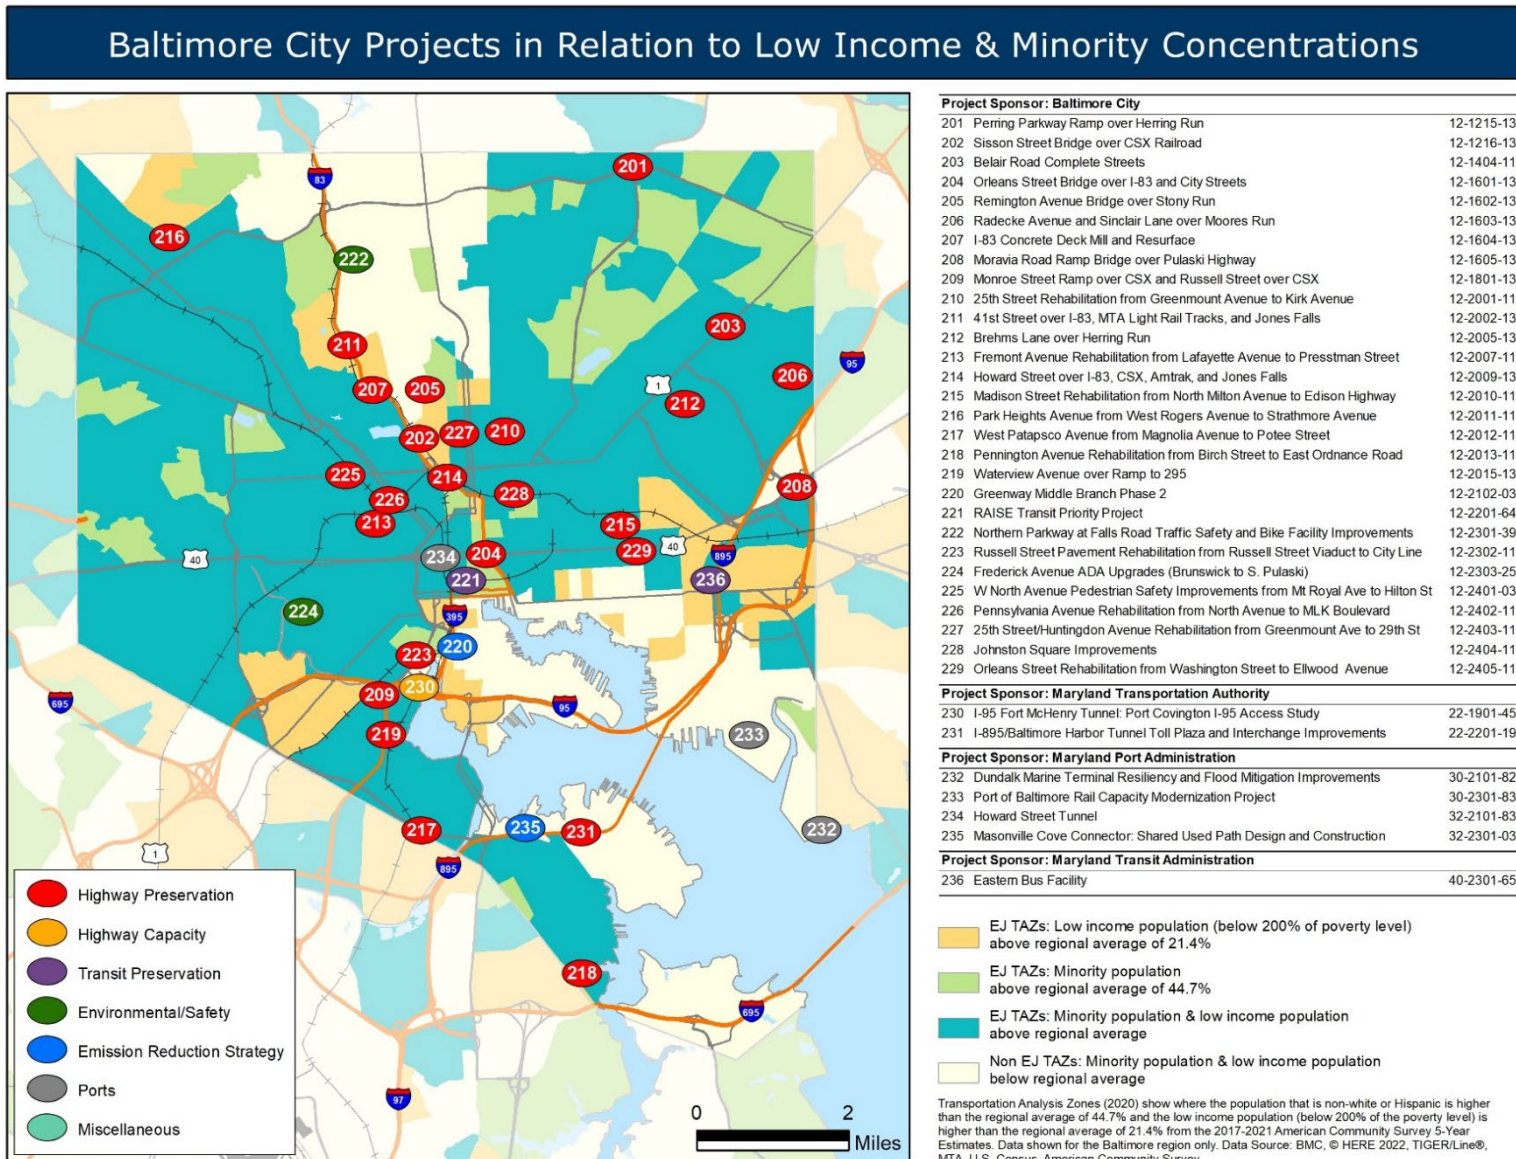 Baltimore City Projects in Relation to Low Income & Minority Concentrations
83
201
216
222
203
95
211
206
207
205
1
212
202
227
210
225
214
208
226
228
213
215
229
40
234
204
895
40
221
236
224
395
220
223
209
230
695
95
219
233
217
235
231
232
1
895
218
695
97
Highway Preservation
Highway Capacity
Transit Preservation
Environmental/Safety
Emission Reduction Strategy
Ports
Miscellaneous
0 2
Miles
Project Sponsor: Baltimore City
201 Perring Parkway Ramp over Herring Run 12-1215-13
202 Sisson Street Bridge over CSX Railroad 12-1216-13
203 Belair Road Complete Streets 12-1404-11
204 Orleans Street Bridge over I-83 and City Streets 12-1601-13
205 Remington Avenue Bridge over Stony Run 12-1602-13
206 Radecke Avenue and Sinclair Lane over Moores Run 12-1603-13
207 I-83 Concrete Deck Mill and Resurface 12-1604-13
208 Moravia Road Ramp Bridge over Pulaski Highway 12-1605-13
209 Monroe Street Ramp over CSX and Russell Street over CSX 12-1801-13
210 25th Street Rehabilitation from Greenmount Avenue to Kirk Avenue 12-2001-11
211 41st Street over I-83, MTA Light Rail Tracks, and Jones Falls 12-2002-13
212 Brehms Lane over Herring Run 12-2005-13
213 Fremont Avenue Rehabilitation from Lafayette Avenue to Presstman Street 12-2007-11
214 Howard Street over I-83, CSX, Amtrak, and Jones Falls 12-2009-13
215 Madison Street Rehabilitation from North Milton Avenue to Edison Highway 12-2010-11
216 Park Heights Avenue from West Rogers Avenue to Strathmore Avenue 12-2011-11
217 West Patapsco Avenue from Magnolia Avenue to Potee Street 12-2012-11
218 Pennington Avenue Rehabilitation from Birch Street to East Ordnance Road 12-2013-11
219 Waterview Avenue over Ramp to 295 12-2015-13
220 Greenway Middle Branch Phase 2 12-2102-03
221 RAISE Transit Priority Project 12-2201-64
222 Northern Parkway at Falls Road Traffic Safety and Bike Facility Improvements 12-2301-39
223 Russell Street Pavement Rehabilitation from Russell Street Viaduct to City Line 12-2302-11
224 Frederick Avenue ADA Upgrades (Brunswick to S. Pulaski) 12-2303-25
225 W North Avenue Pedestrian Safety Improvements from Mt Royal Ave to Hilton St 12-2401-03
226 Pennsylvania Avenue Rehabilitation from North Avenue to MLK Boulevard 12-2402-11
227 25th Street/Huntingdon Avenue Rehabilitation from Greenmount Ave to 29th St 12-2403-11
228 Johnston Square Improvements 12-2404-11
229 Orleans Street Rehabilitation from Washington Street to Ellwood Avenue 12-2405-11
Project Sponsor: Maryland Transportation Authority
230 I-95 Fort McHenry Tunnel: Port Covington I-95 Access Study 22-1901-45
231 I-895/Baltimore Harbor Tunnel Toll Plaza and Interchange Improvements 22-2201-19
Project Sponsor: Maryland Port Administration
232 Dundalk Marine Terminal Resiliency and Flood Mitigation Improvements 30-2101-82
233 Port of Baltimore Rail Capacity Modernization Project 30-2301-83
234 Howard Street Tunnel 32-2101-83
235 Masonville Cove Connector: Shared Used Path Design and Construction 32-2301-03
Project Sponsor: Maryland Transit Administration
236 Eastern Bus Facility 40-2301-65
EJ TAZs: Low income population (below 200% of poverty level)
above regional average of 21.4%
EJ TAZs: Minority population
above regional average of 44.7%
EJ TAZs: Minority population & low income population
above regional average
Non EJ TAZs: Minority population & low income population
below regional average
Transportation Analysis Zones (2020) show where the population that is non-white or Hispanic is higher
than the regional average of 44.7% and the low income population (below 200% of the poverty level) is
higher than the regional average of 21.4% from the 2017-2021 American Community Survey 5-Year
Estimates. Data shown for the Baltimore region only. Data Source: BMC, © HERE 2022, TIGER/Line®,
MTA, U.S. Census, American Community Survey